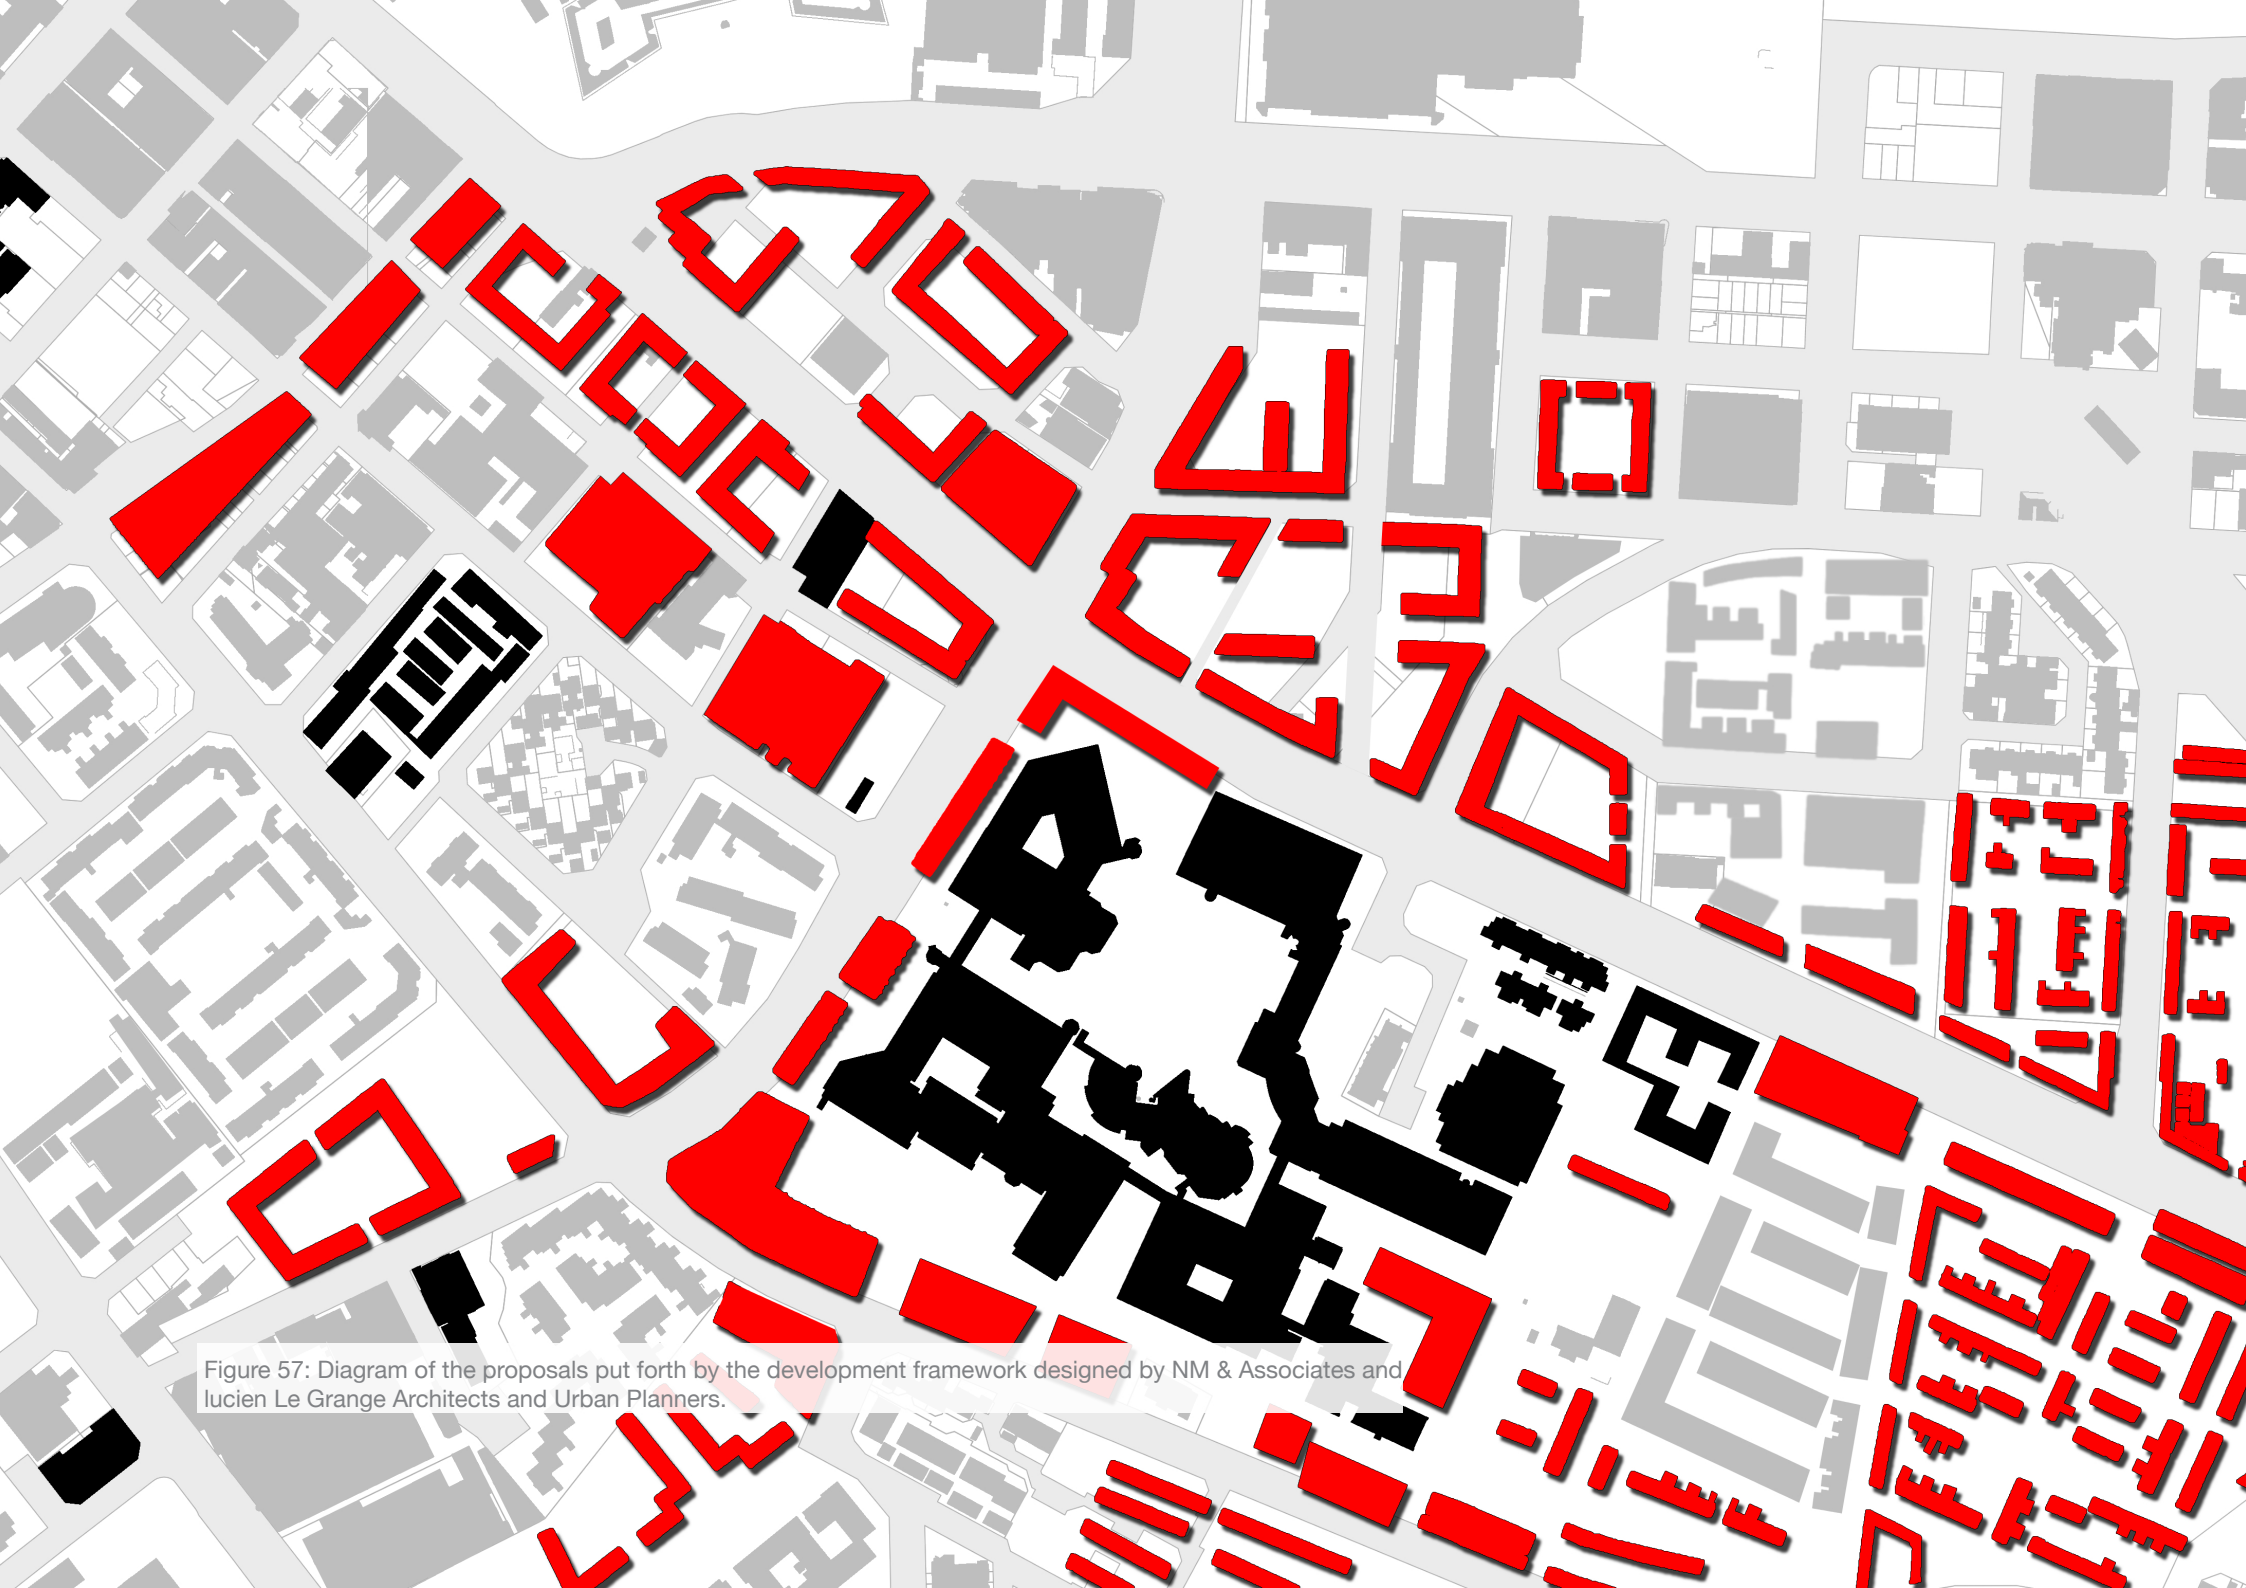 Figure 57: Diagram of the proposals put forth by the development framework designed by NM & Associates and
lucien Le Grange Architects and Urban Planners.